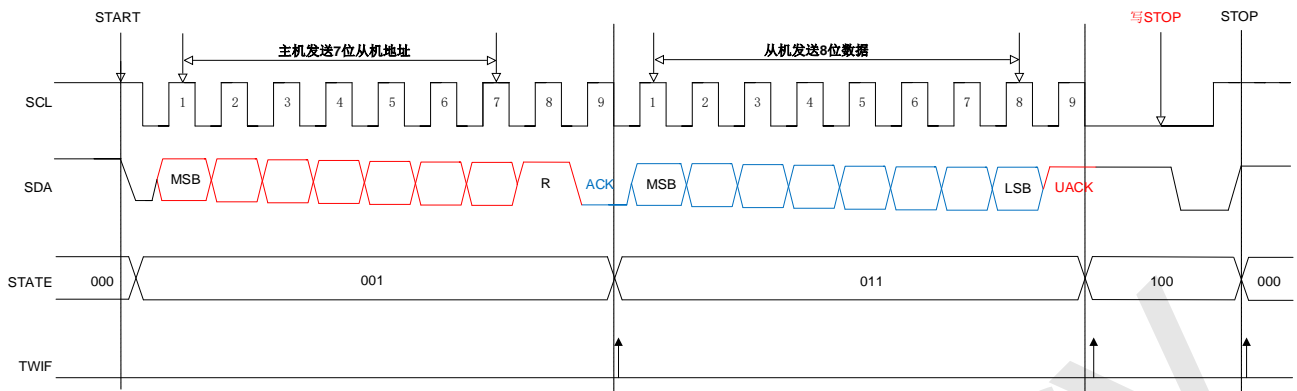 START 写STOP STOP
主机发送7位从机地址 从机发送8位数据
SCL 1 2 3 4 5 6 7 8 9 1 2 3 4 5 6 7 8 9
SDA MSB R ACK MSB LSB UACK
STATE 000 001 011 100 000
TWIF